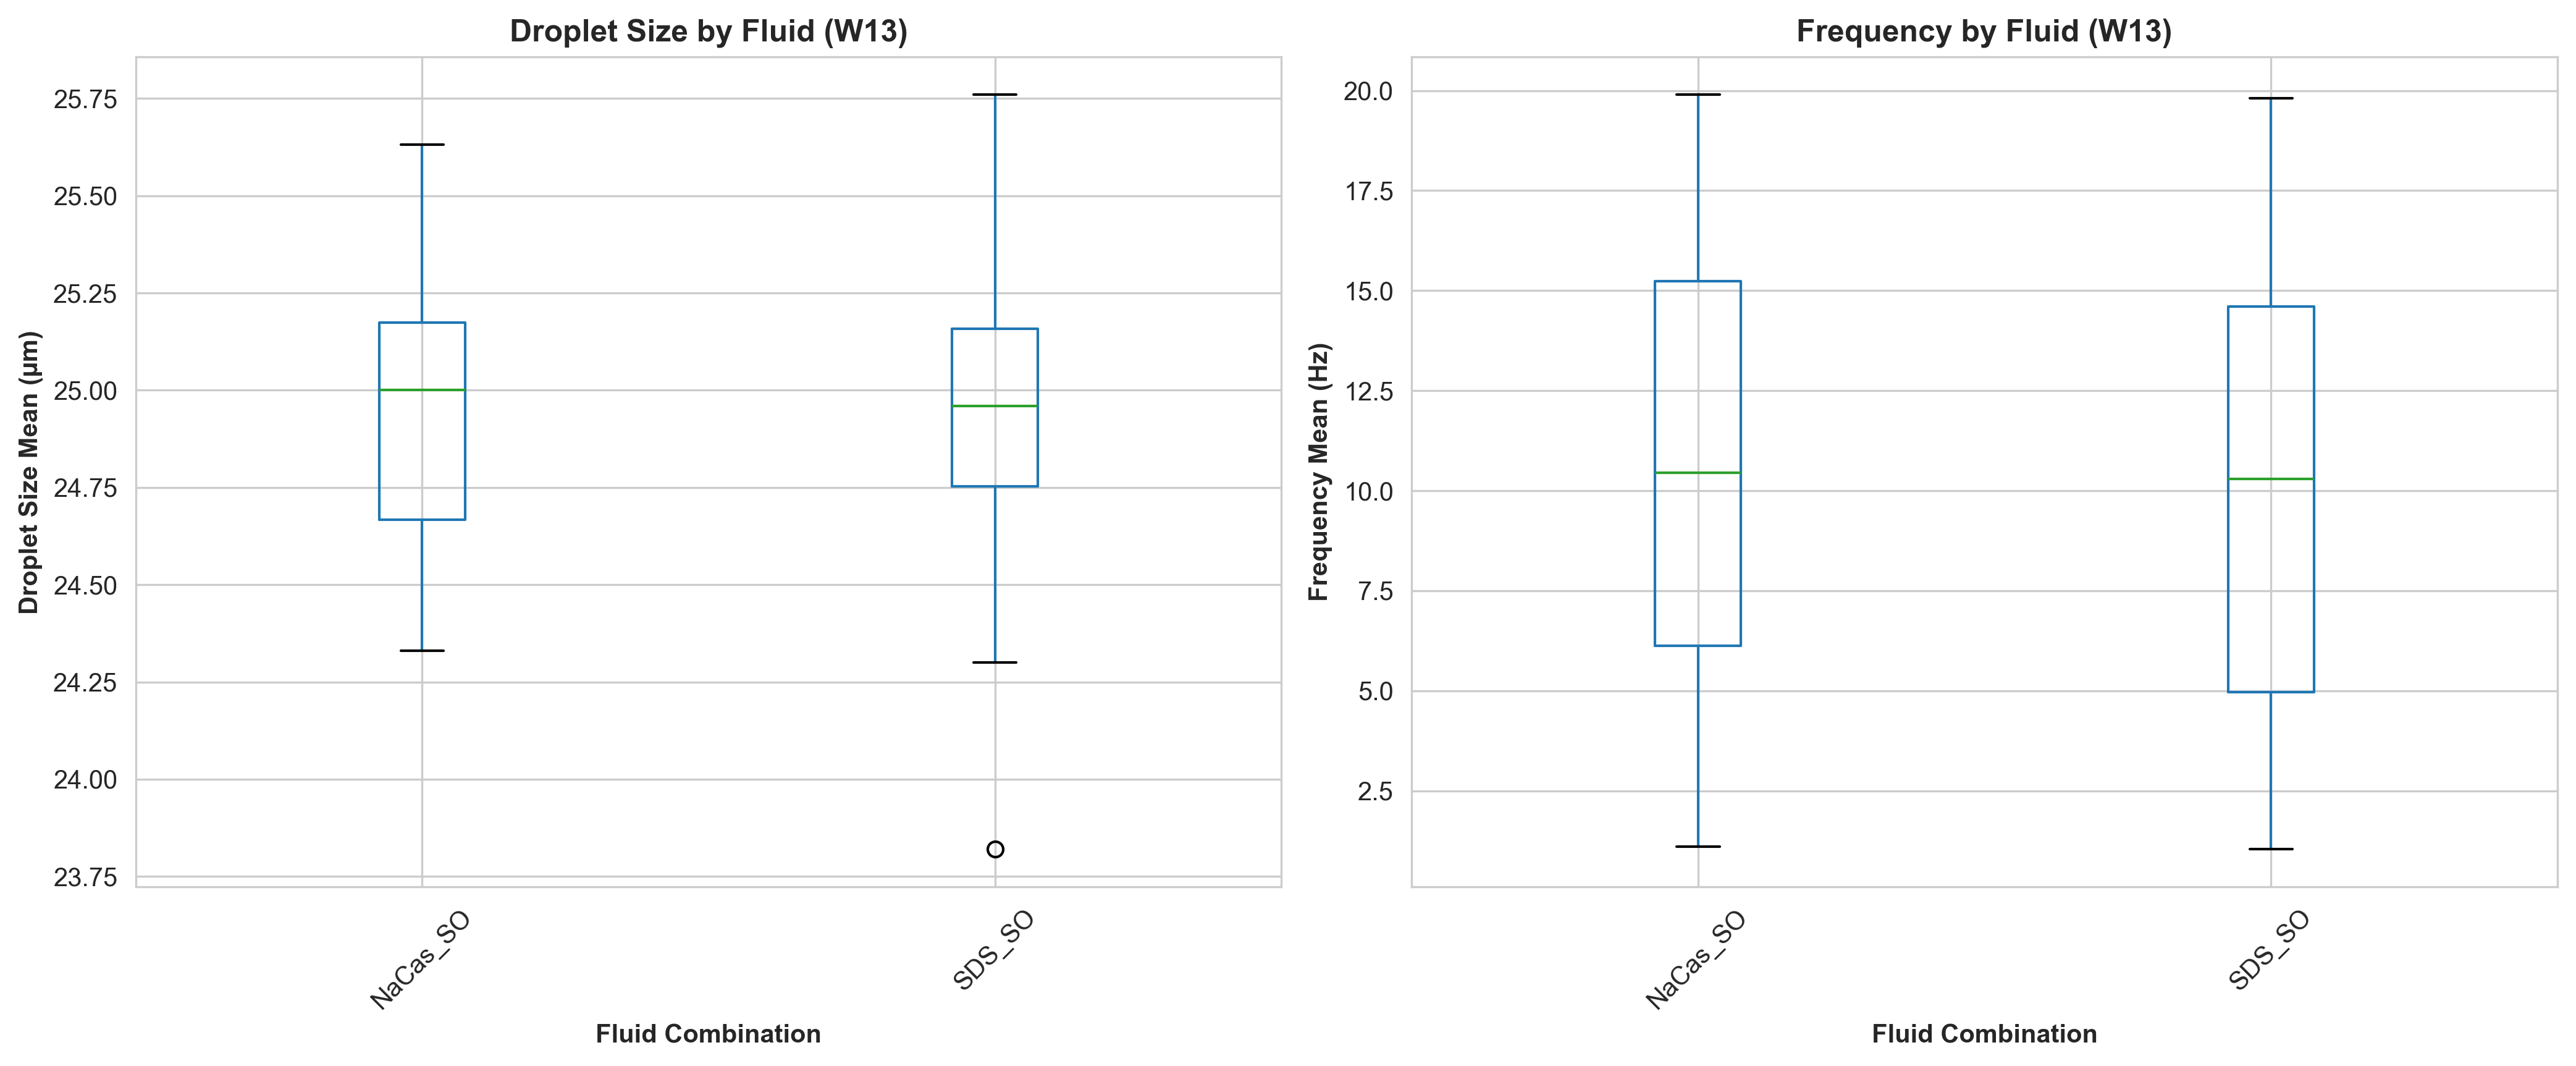 Droplet Size by Fluid (W13)
Droplet Size Mean (µm)
25.75
25.50
25.25
25.00
24.75
24.50
24.25
24.00
23.75
NaCas_SO
SDS_SO
Fluid Combination
Frequency by Fluid (W13)
Frequency Mean (Hz)
20.0
17.5
15.0
12.5
10.0
7.5
5.0
2.5
NaCas_SO
SDS_SO
Fluid Combination